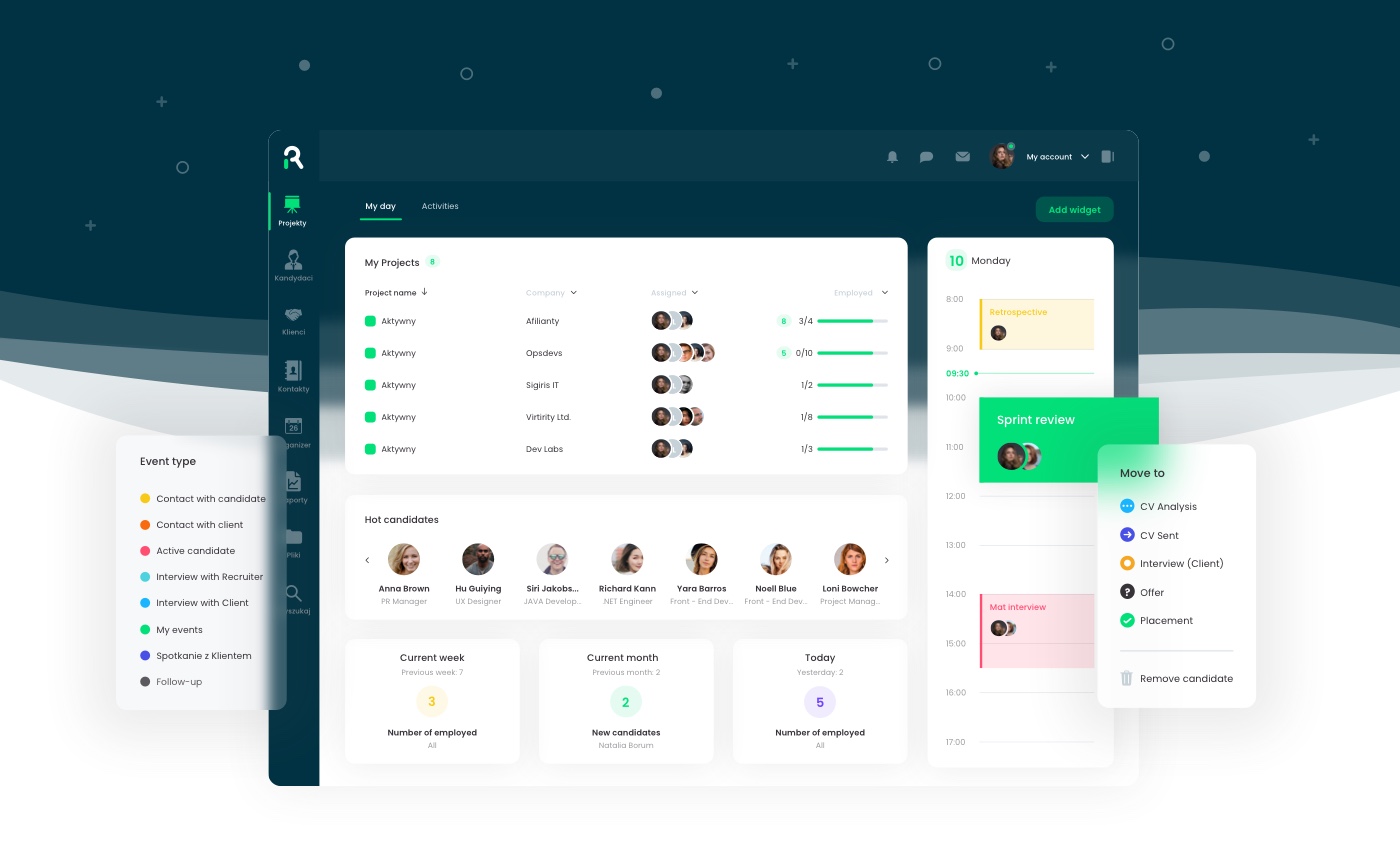 My account
Projekty
Kandydaci
Klienci
Kontakty
26
Pliki
My day
Activities
Add widget
My Projects 8
Project name Company Assigned Employed
Aktywny Afilianty 8 3/4
Aktywny Opsdevs 5 0/10
Aktywny Sigiris IT 1/2
Aktywny Virtirity Ltd. 1/8
Aktywny Dev Labs 1/3
Hot candidates
Anna Brown
PR Manager
Hu Guiying
UX Designer
Siri Jakobs...
JAVA Develop...
Richard Kann
.NET Engineer
Yara Barros
Front - End Dev...
Noell Blue
Front - End Dev...
Loni Bowcher
Project Manag...
Current week
Previous week: 7
3
Number of employed
All
Current month
Previous month: 2
2
New candidates
Natalia Borum
Today
Yesterday: 2
5
Number of employed
All
10 Monday
8:00
Retrospective
9:00
09:30
10:00
Sprint review
11:00
12:00
13:00
14:00
Mat interview
15:00
16:00
17:00
Event type
Contact with candidate
Contact with client
Active candidate
Interview with Recruiter
Interview with Client
My events
Spotkanie z Klientem
Follow-up
Move to
CV Analysis
CV Sent
Interview (Client)
? Offer
Placement
Remove candidate